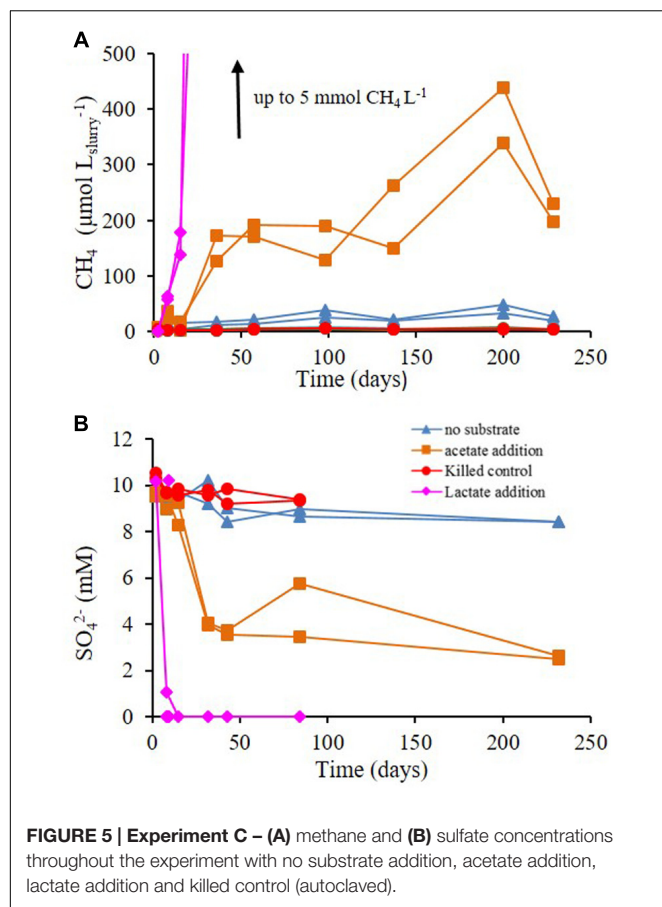 A
500
400
300
200
100
0
CH₄ (µmol L_slurry⁻¹)
up to 5 mmol CH₄ L⁻¹
0 50 100 150 200 250
Time (days)
B
12
10
8
6
4
2
0
SO₄²⁻ (mM)
no substrate
acetate addition
Killed control
Lactate addition
0 50 100 150 200 250
Time (days)
FIGURE 5 | Experiment C – (A) methane and (B) sulfate concentrations
throughout the experiment with no substrate addition, acetate addition,
lactate addition and killed control (autoclaved).